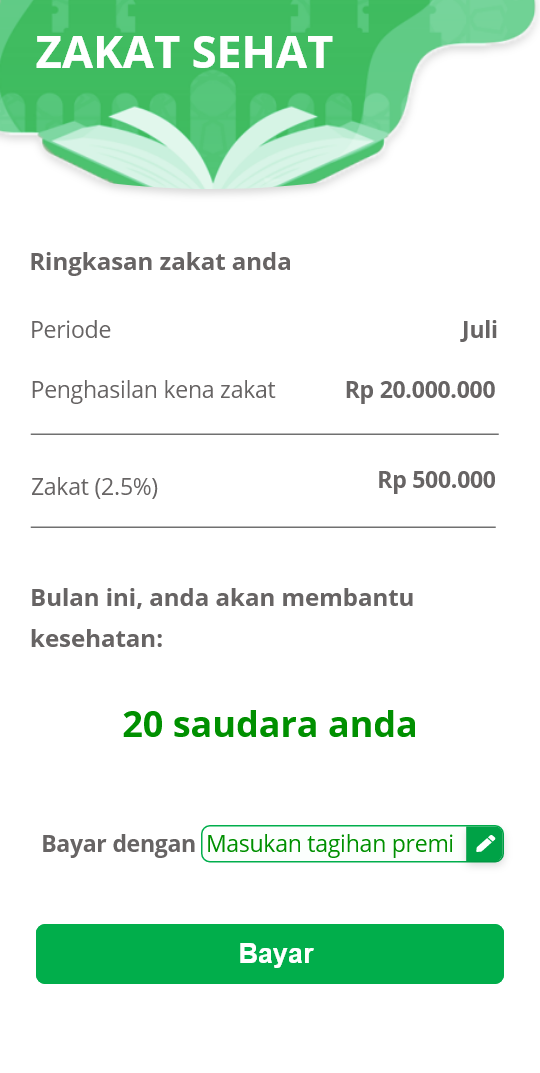 ZAKAT SEHAT
Ringkasan zakat anda
Periode Juli
Penghasilan kena zakat Rp 20.000.000
Zakat (2.5%) Rp 500.000
Bulan ini, anda akan membantu
kesehatan:
20 saudara anda
Bayar dengan Masukan tagihan premi
Bayar